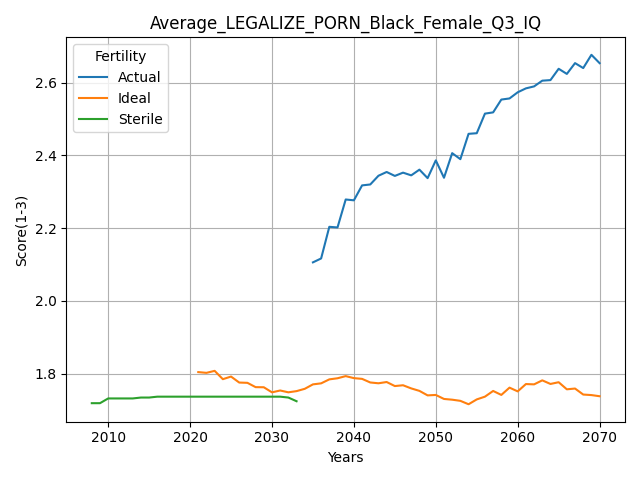 Average_LEGALIZE_PORN_Black_Female_Q3_IQ
Fertility
Actual
Ideal
Sterile
Score(1-3)
2.6
2.4
2.2
2.0
1.8
2010 2020 2030 2040 2050 2060 2070
Years